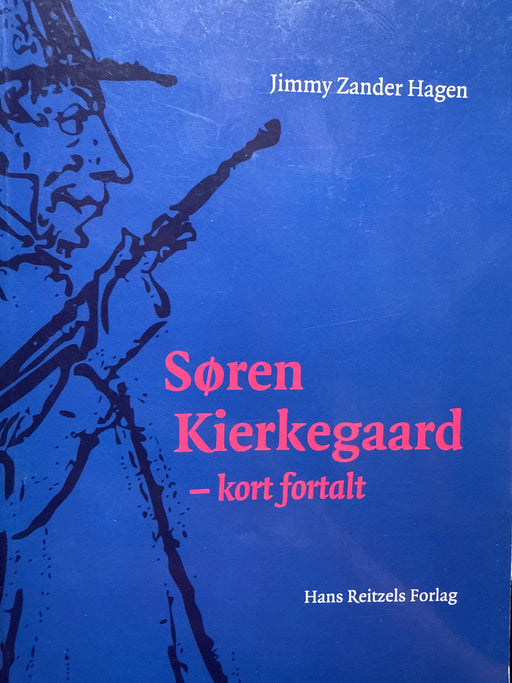 Jimmy Zander Hagen
Søren
Kierkegaard
– kort fortalt
Hans Reitzels Forlag